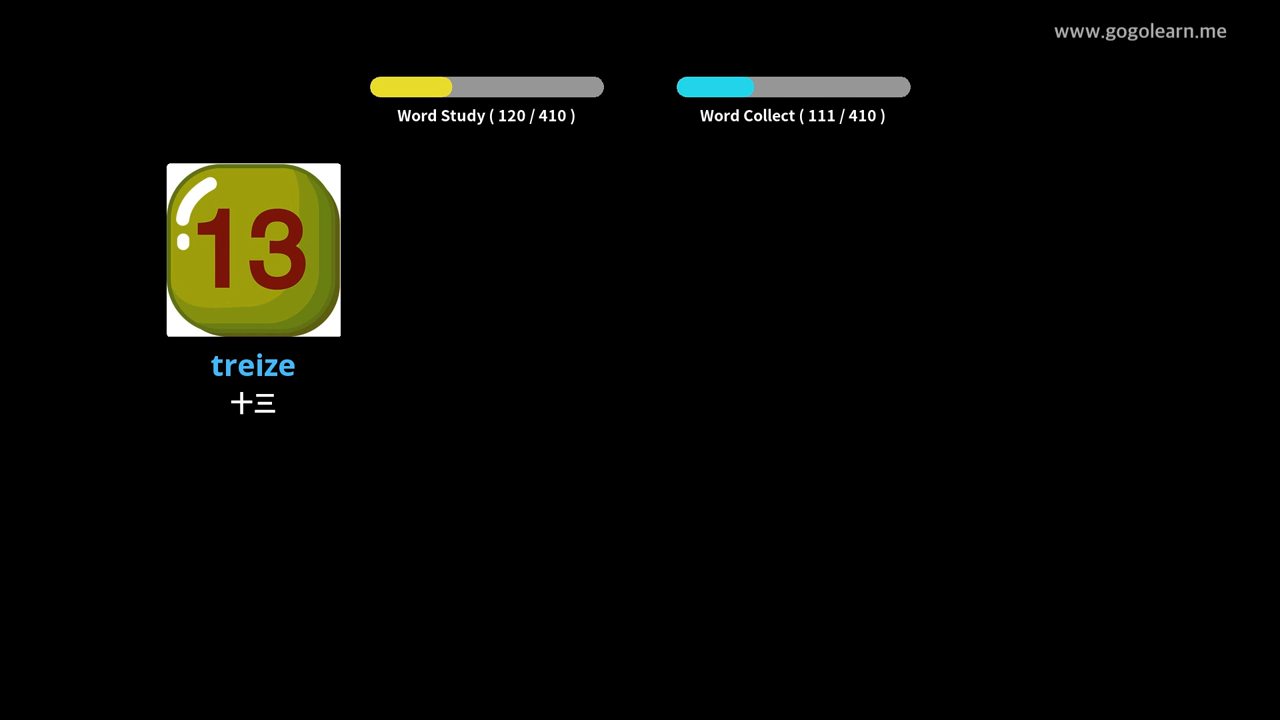 www.gogolearn.me
Word Study ( 120 / 410 )
Word Collect ( 111 / 410 )
13
treize
十三